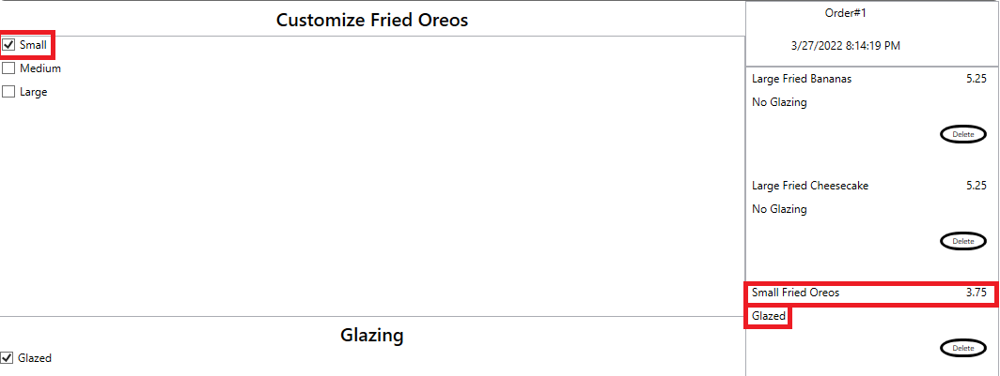 Customize Fried Oreos
Small
Medium
Large
Glazing
Glazed
Order#1
3/27/2022 8:14:19 PM
Large Fried Bananas 5.25
No Glazing
Delete
Large Fried Cheesecake 5.25
No Glazing
Delete
Small Fried Oreos 3.75
Glazed
Delete